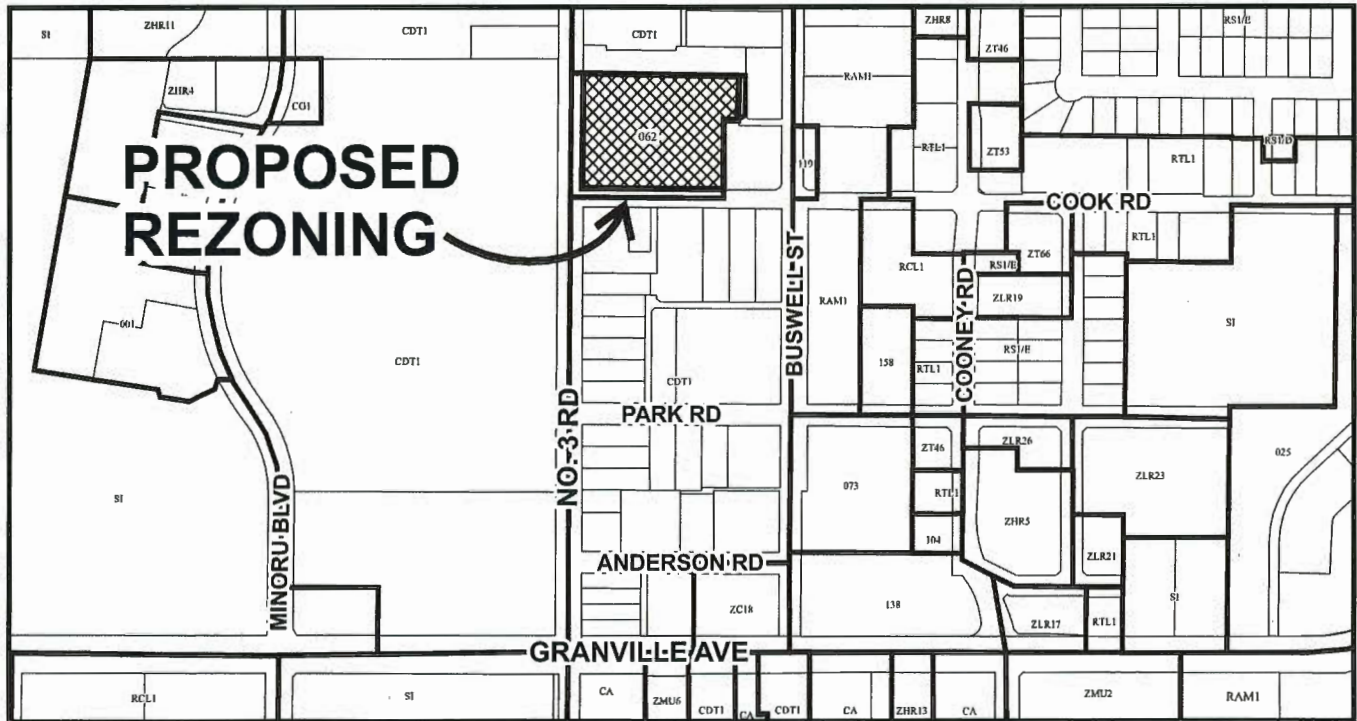 SI
ZHR11
CDT1
CDT1
ZHR8
ZT46
RS1/E
ZHR4
CG1
RAM1
062
119
RTL1
ZT53
RTL1
RS1/D
PROPOSED
REZONING
COOK RD
RTL1
RCL1
RS1/E
ZT66
ZLR19
BUSWELL ST
COONEY RD
RAM1
SI
601
CDT1
158
RTL1
RS1/E
CDT1
PARK RD
NO. 3 RD
MINORU BLVD
SI
073
ZT46
ZLR26
ZLR23
025
RTL1
ZHR5
104
ZLR21
ANDERSON RD
ZC18
138
ZLR17
RTL1
SI
GRANVILLE AVE
RCL1
SI
CA
ZMU6
CDT1
CA
CDT1
CA
ZHR13
CA
ZMU2
RAM1